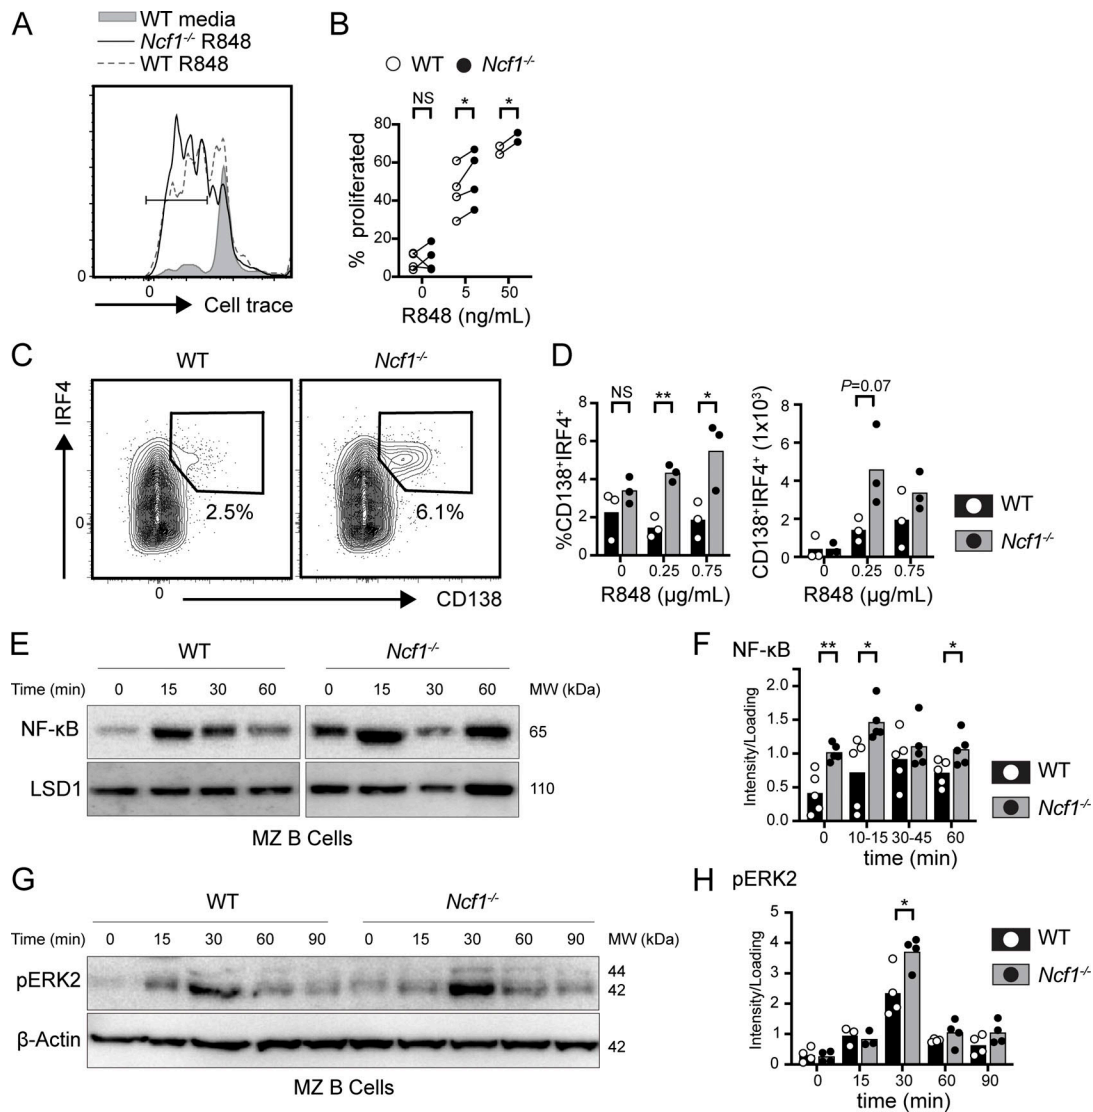 A
WT media
Ncf1-/- R848
WT R848
0
0
Cell trace
B
WT Ncf1-/-
NS * *
80
60
40
20
0
% proliferated
0 5 50
R848 (ng/mL)
C
WT Ncf1-/-
IRF4
0
2.5% 6.1%
0
CD138
D
NS ** *
8
6
4
2
0
%CD138+IRF4+
0 0.25 0.75
R848 (µg/mL)
P=0.07
8
6
4
2
0
CD138+IRF4+ (1x103)
0 0.25 0.75
R848 (µg/mL)
WT
Ncf1-/-
E
WT Ncf1-/-
Time (min) 0 15 30 60 0 15 30 60 MW (kDa)
NF-κB 65
LSD1 110
MZ B Cells
F NF-κB
** * *
2.0
1.5
1.0
0.5
0.0
Intensity/Loading
0 10-15 30-45 60
time (min)
WT
Ncf1-/-
G
WT Ncf1-/-
Time (min) 0 15 30 60 90 0 15 30 60 90 MW (kDa)
pERK2 44
42
β-Actin 42
MZ B Cells
H pERK2
*
5
4
3
2
1
0
Intensity/Loading
0 15 30 60 90
time (min)
WT
Ncf1-/-